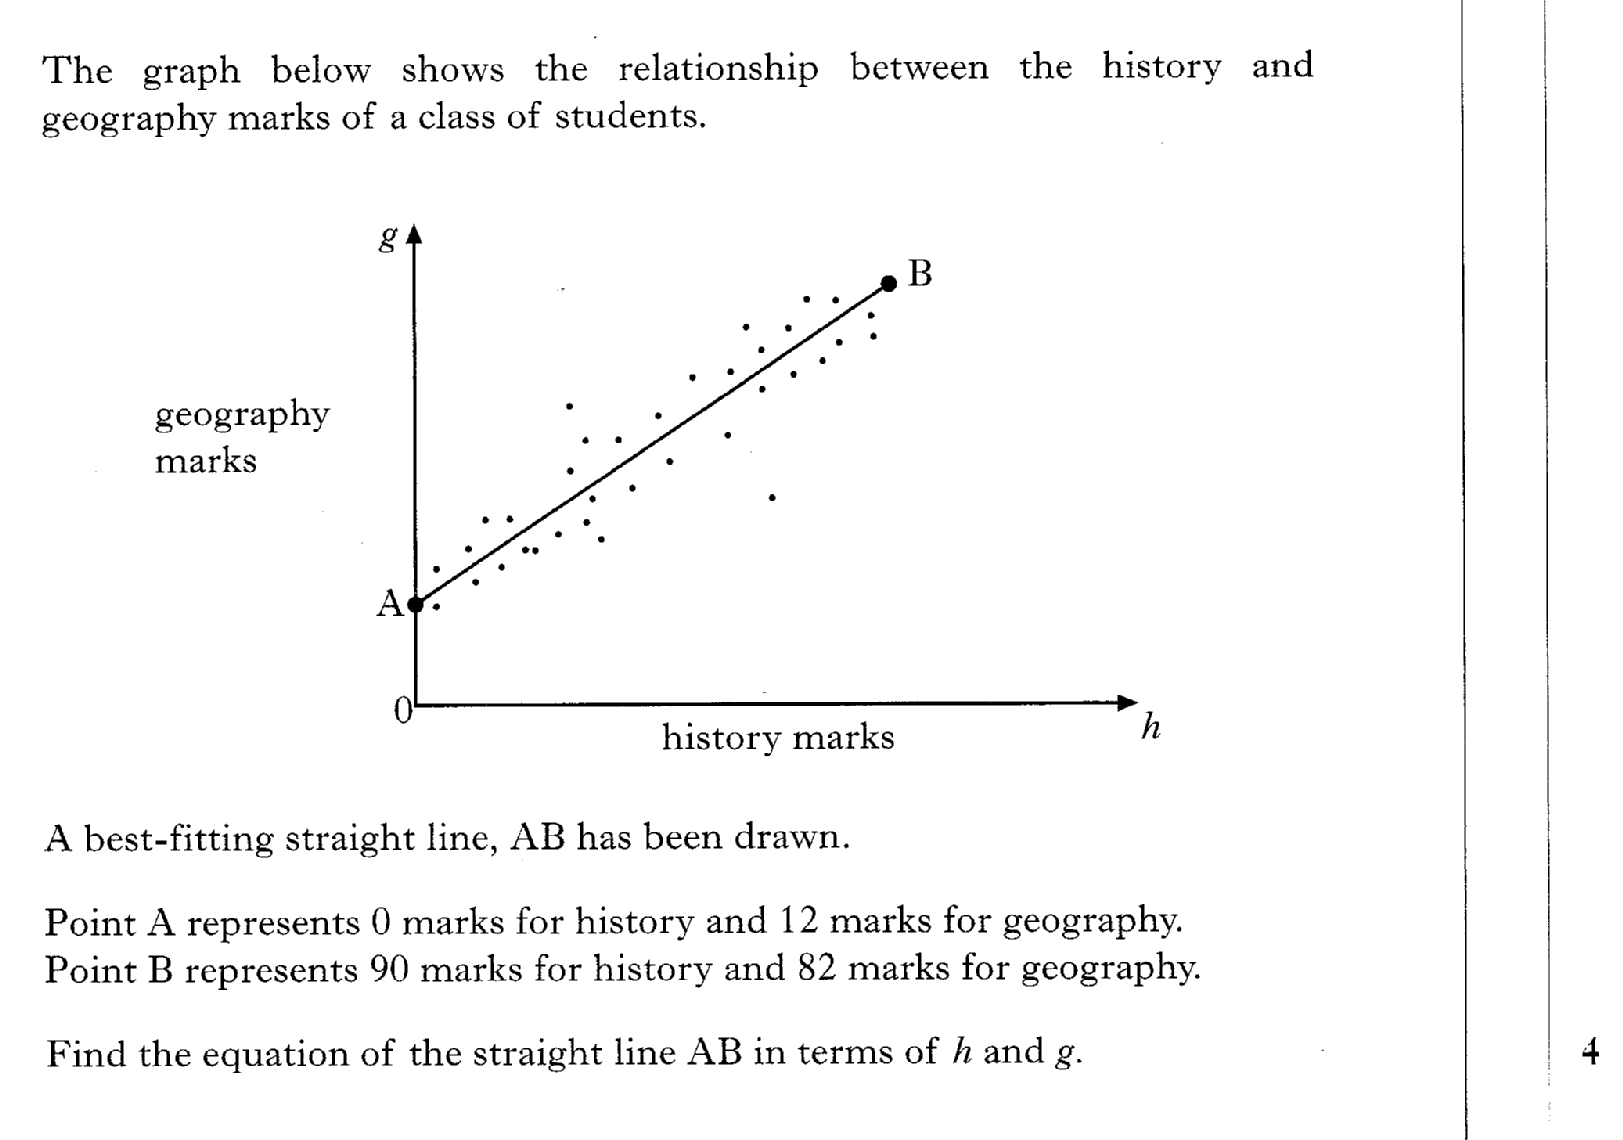 The graph below shows the relationship between the history and
geography marks of a class of students.
g
B
geography
marks
A
0
history marks
h
A best-fitting straight line, AB has been drawn.
Point A represents 0 marks for history and 12 marks for geography.
Point B represents 90 marks for history and 82 marks for geography.
Find the equation of the straight line AB in terms of h and g.
4